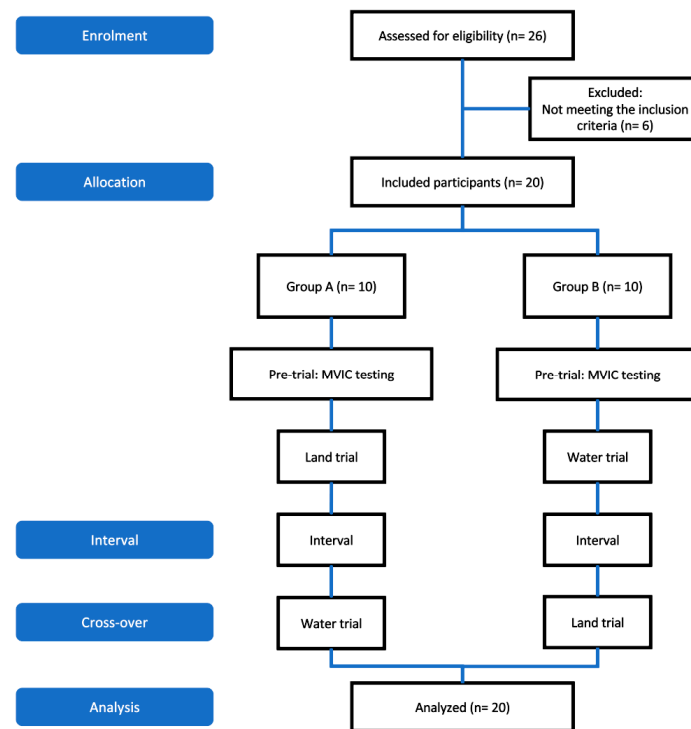 Enrolment
Assessed for eligibility (n= 26)
Excluded:
Not meeting the inclusion
criteria (n= 6)
Allocation
Included participants (n= 20)
Group A (n= 10)
Group B (n= 10)
Pre-trial: MVIC testing
Pre-trial: MVIC testing
Land trial
Water trial
Interval
Interval
Interval
Cross-over
Water trial
Land trial
Analysis
Analyzed (n= 20)